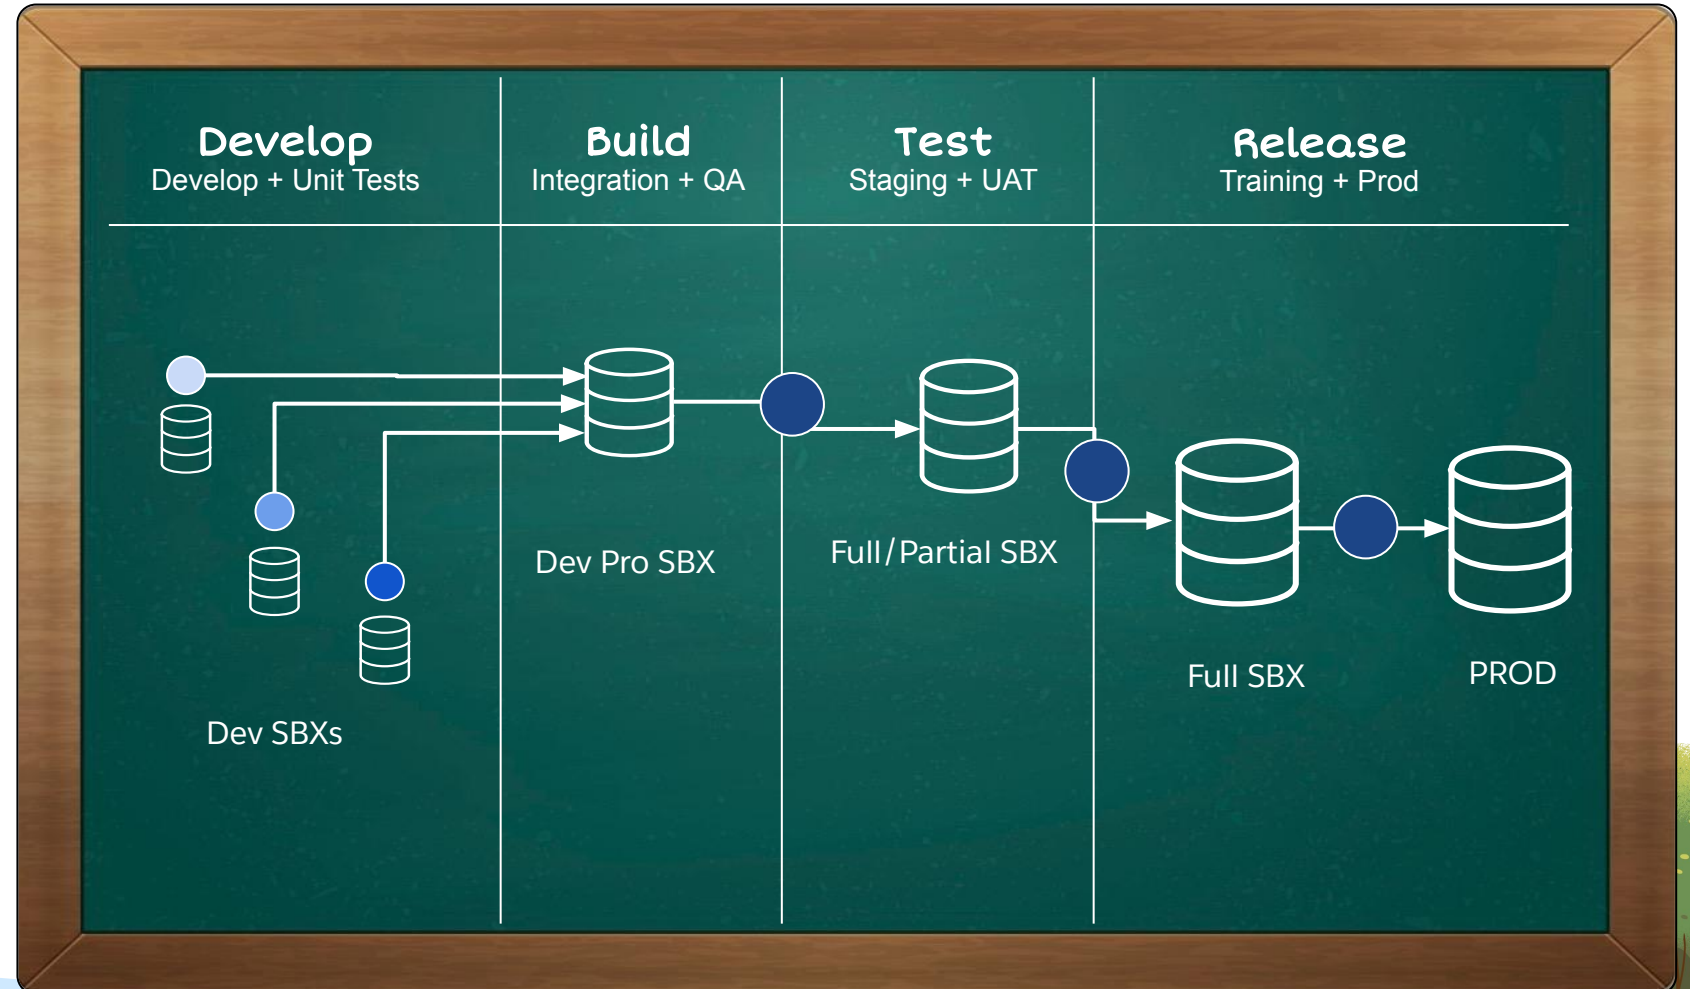 Develop
Develop + Unit Tests
Build
Integration + QA
Test
Staging + UAT
Release
Training + Prod
Dev SBXs
Dev Pro SBX
Full/Partial SBX
Full SBX
PROD